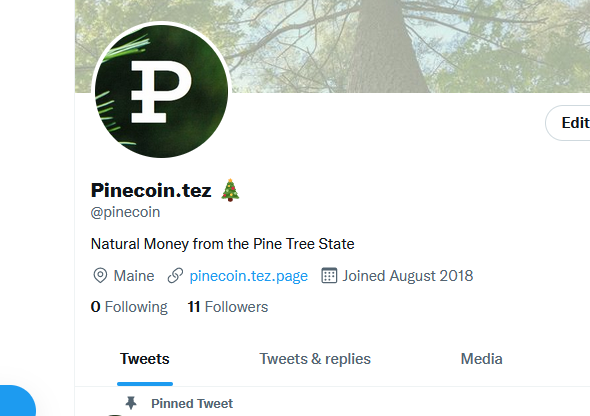 Edit
Pinecoin.tez 🎄
@pinecoin
Natural Money from the Pine Tree State
Maine pinecoin.tez.page Joined August 2018
0 Following 11 Followers
Tweets Tweets & replies Media
Pinned Tweet